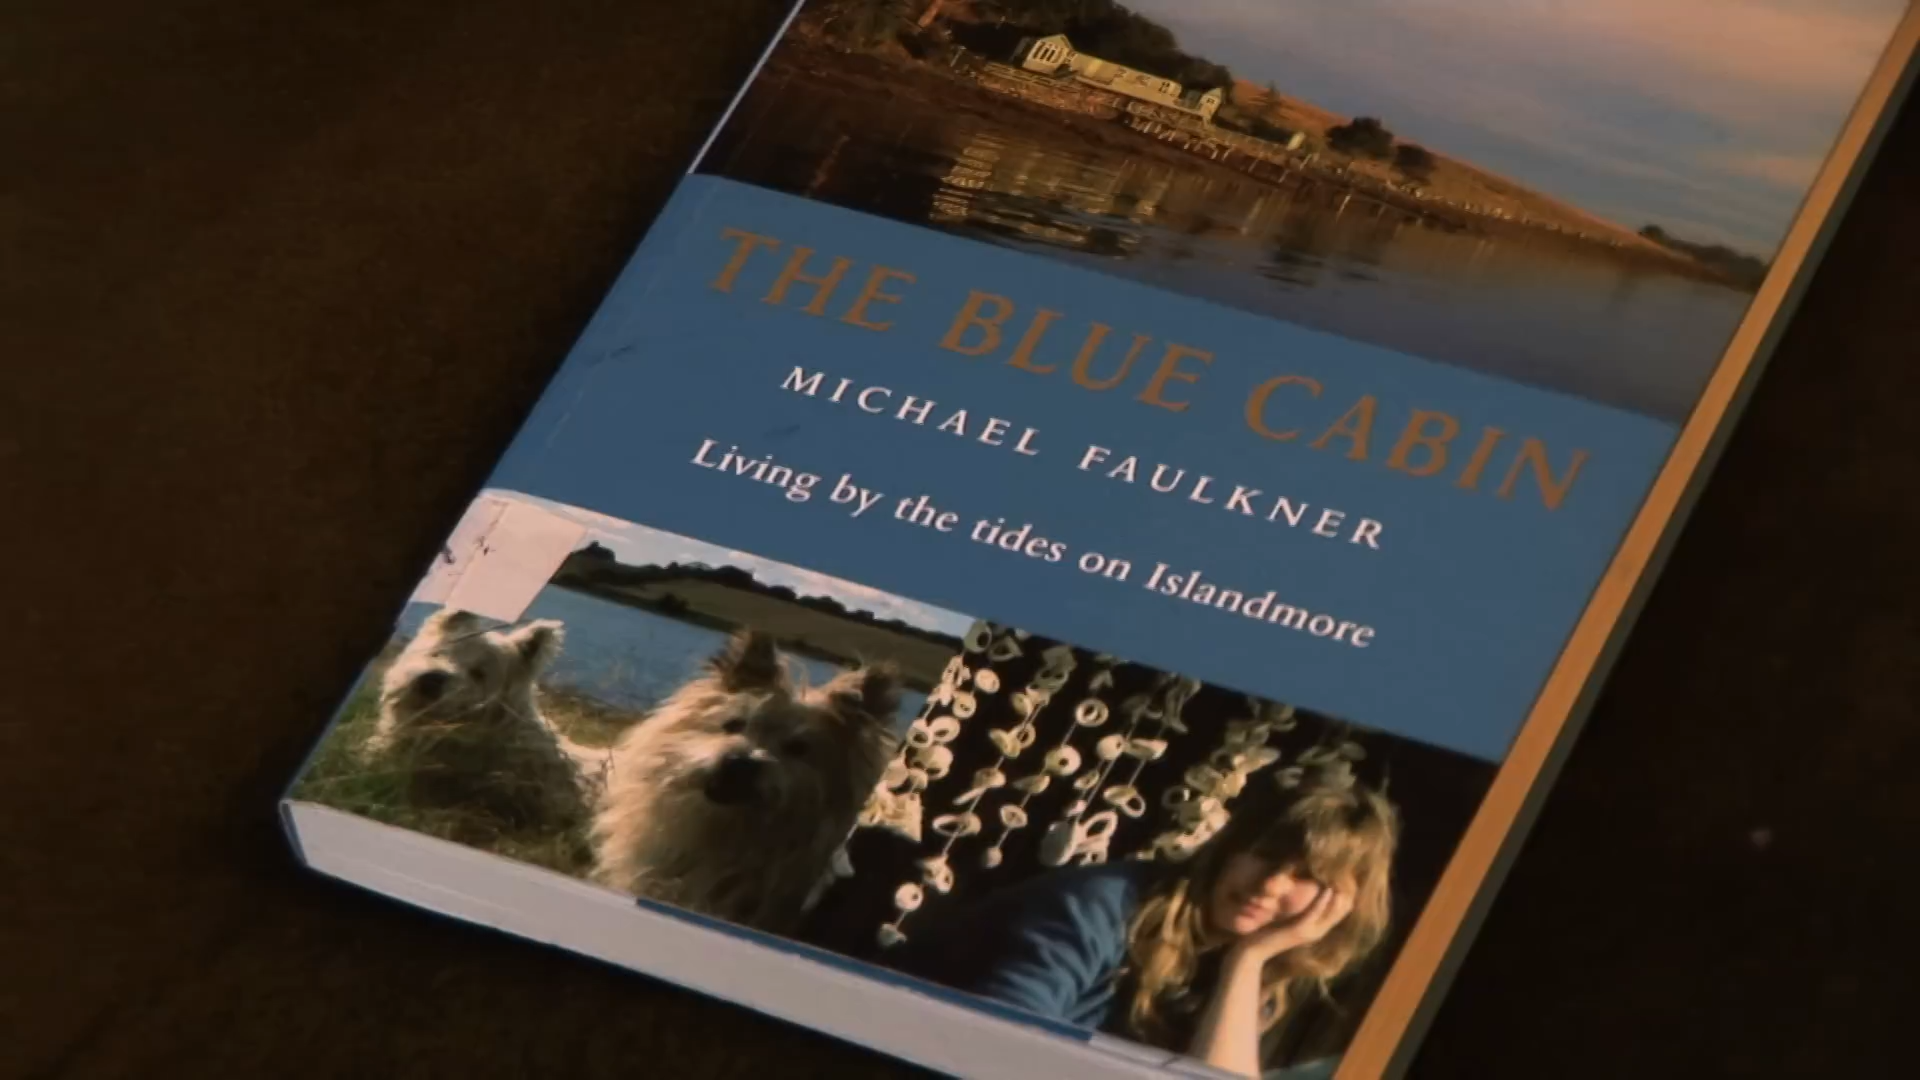 THE BLUE CABIN
MICHAEL FAULKNER
Living by the tides on Islandmore